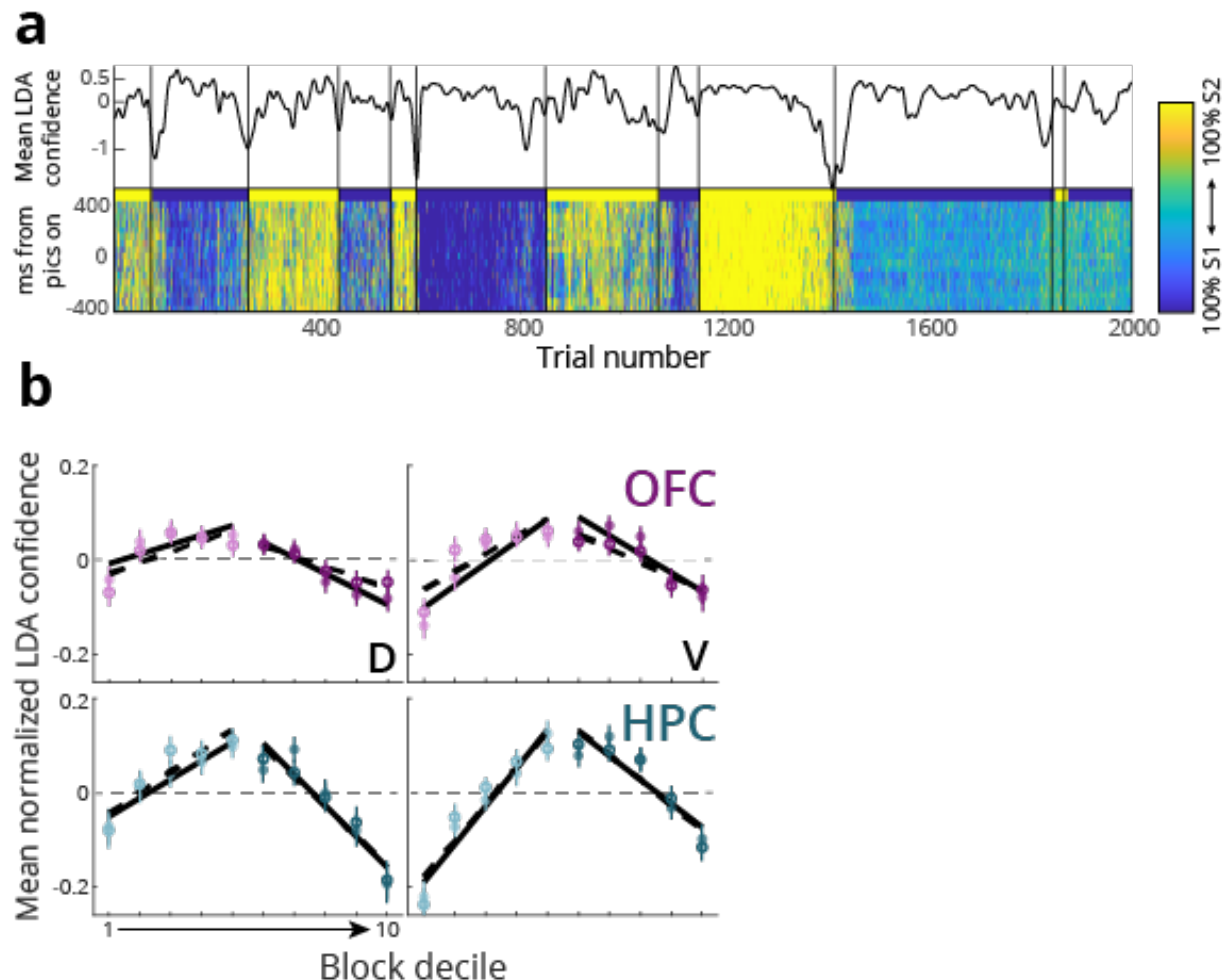 a
Mean LDA
confidence
0.5
0
-1
ms from
pics on
400
0
-400
400
800
1200
1600
2000
Trial number
100% S1 ↔ 100% S2
b
Mean normalized LDA confidence
0.2
0
-0.2
D
OFC
V
0.2
0
-0.2
HPC
1
10
Block decile